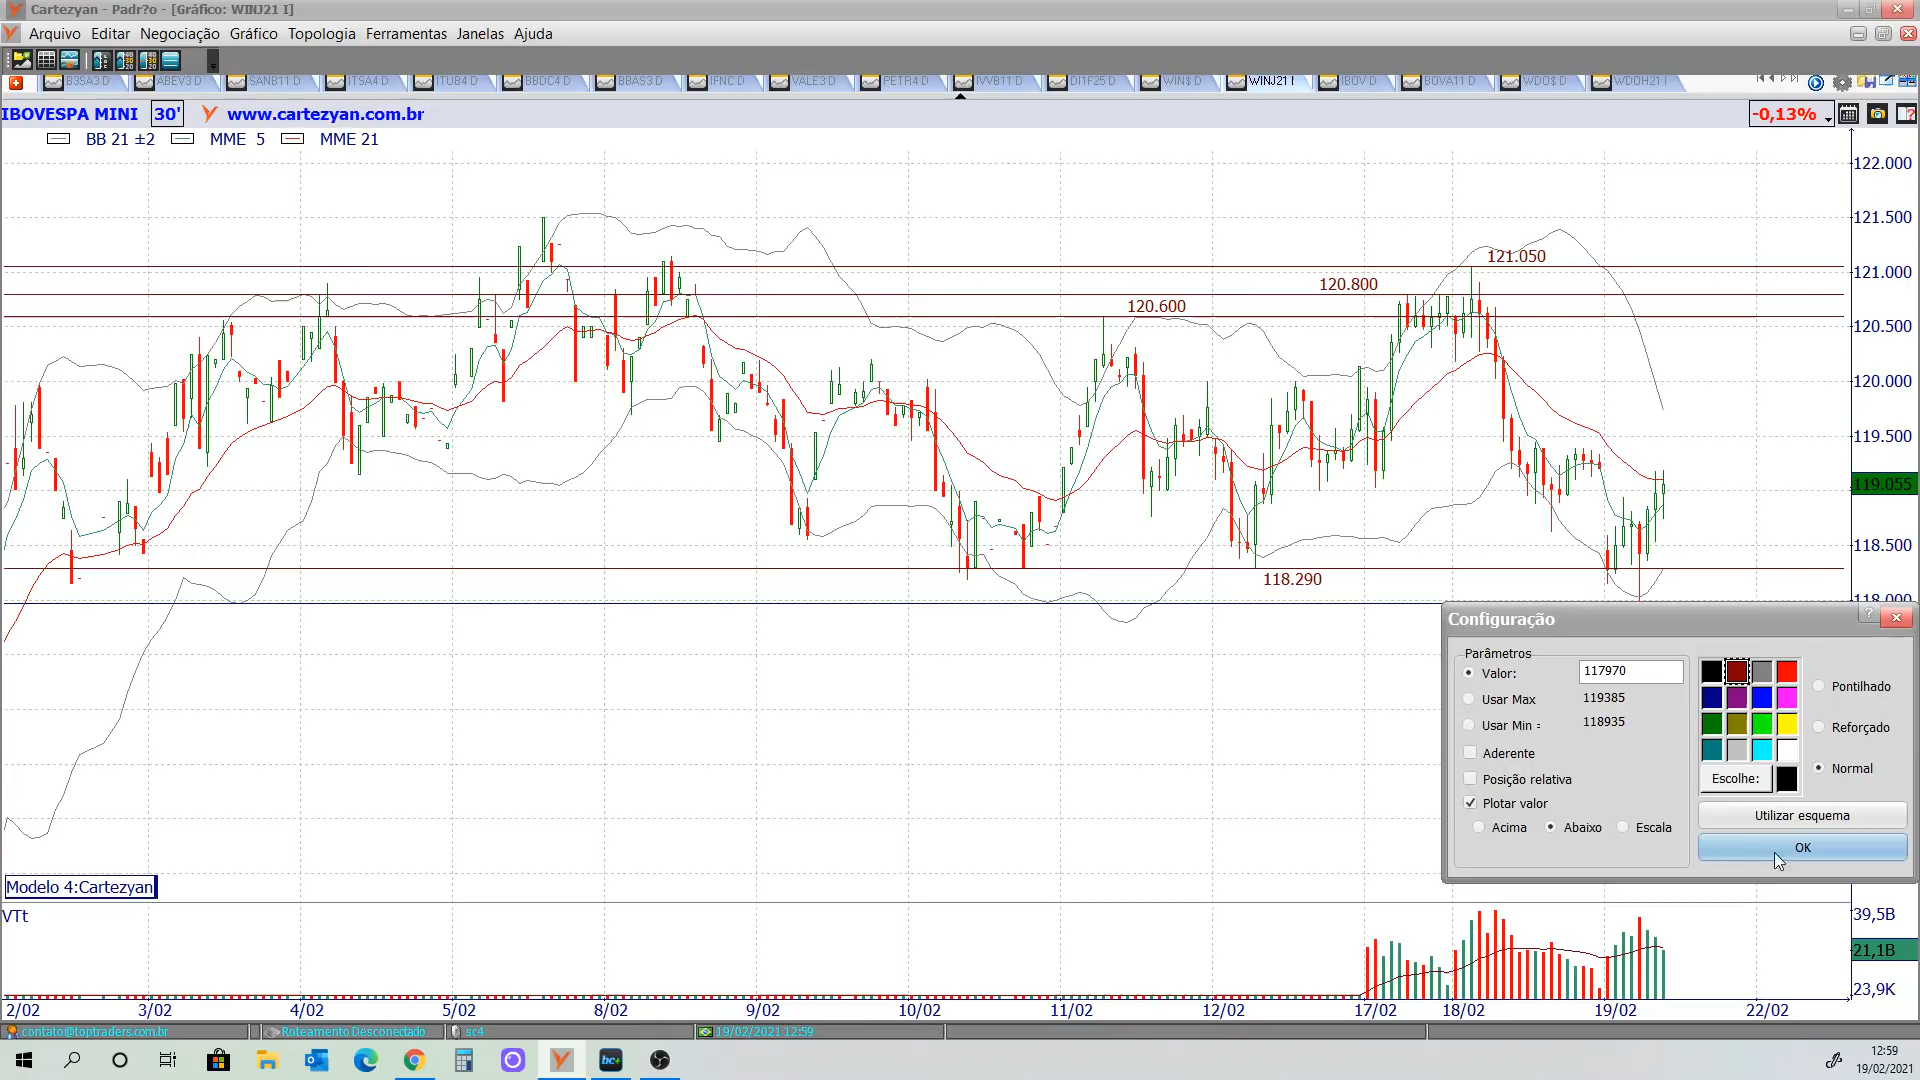 Cartezyan - Padr?o - [Gráfico: WINJ21 I]
Arquivo Editar Negociação Gráfico Topologia Ferramentas Janelas Ajuda
B3SA3 D ABEV3 D SANB11 D ITSA4 D ITUB4 D BBDC4 D BBAS3 D IFNC D VALE3 D PETR4 D IVVB11 D DI1F25 D WIN$ D WINJ21 I IBOV D BOVA11 D WDO$ D WDOH21 I
IBOVESPA MINI 30' www.cartezyan.com.br -0,13%
BB 21 ±2 MME 5 MME 21
122.000
121.500
121.050
121.000
120.800
120.600
120.500
120.000
119.500
119.055
118.500
118.290
118.000
Configuração
Parâmetros
Valor: 117970
Usar Max 119385
Usar Min = 118935
Aderente
Posição relativa
Plotar valor
Acima Abaixo Escala
Pontilhado
Reforçado
Normal
Escolhe:
Utilizar esquema
OK
Modelo 4:Cartezyan
VTt
39,5B
21,1B
23,9K
2/02 3/02 4/02 5/02 8/02 9/02 10/02 11/02 12/02 17/02 18/02 19/02 22/02
contato@toptraders.com.br Roteamento Desconectado sc4 19/02/2021 12:59
bc+
12:59
19/02/2021